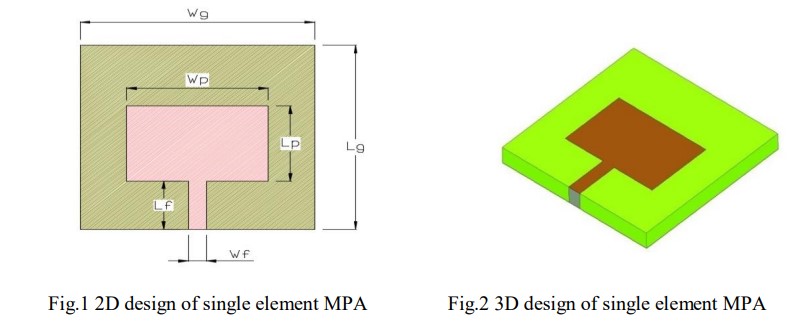 Wg
Wp
Lp
Lg
Lf
Wf
Fig.1 2D design of single element MPA
Fig.2 3D design of single element MPA